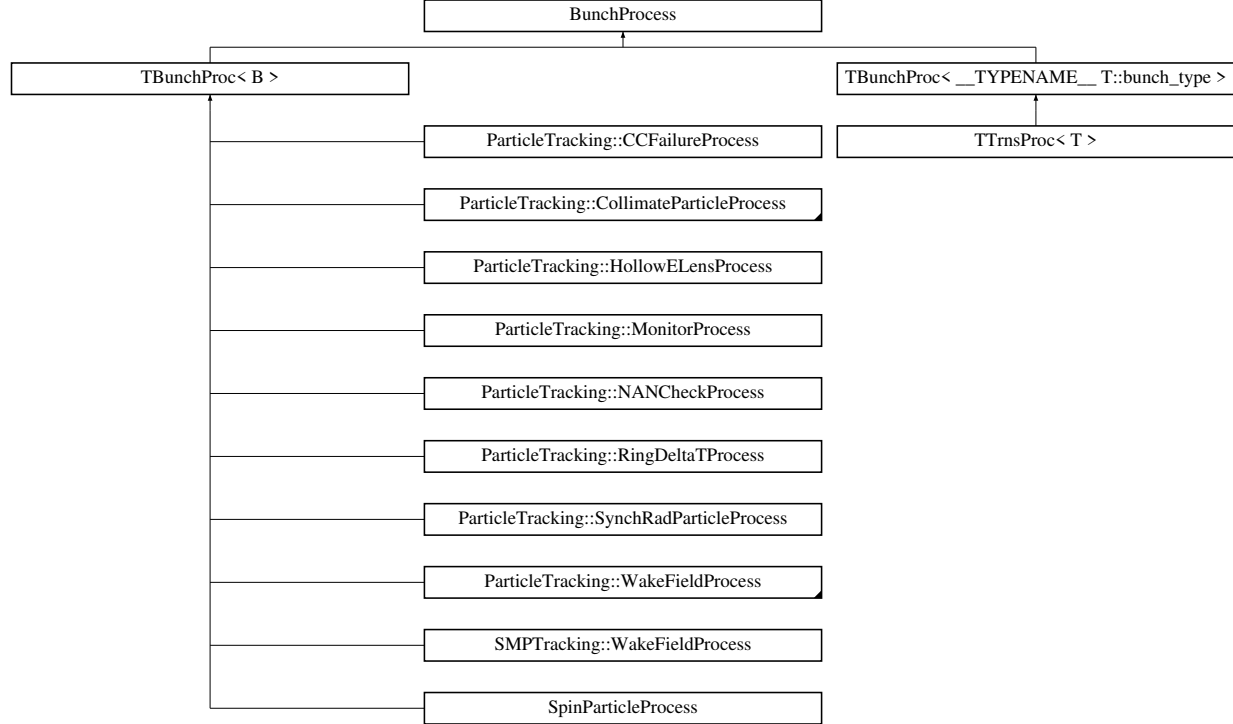 BunchProcess
TBunchProc< B >
TBunchProc< __TYPENAME__ T::bunch_type >
ParticleTracking::CCFailureProcess
TTrnsProc< T >
ParticleTracking::CollimateParticleProcess
ParticleTracking::HollowELensProcess
ParticleTracking::MonitorProcess
ParticleTracking::NANCheckProcess
ParticleTracking::RingDeltaTProcess
ParticleTracking::SynchRadParticleProcess
ParticleTracking::WakeFieldProcess
SMPTracking::WakeFieldProcess
SpinParticleProcess